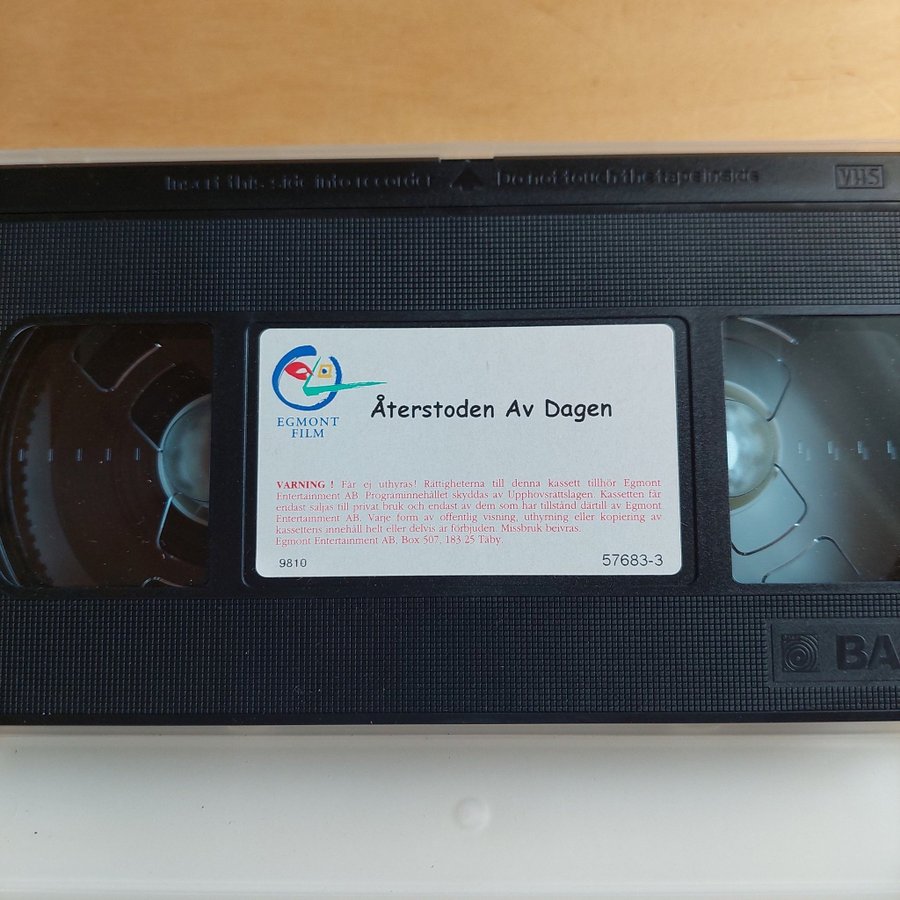 Insert this side into recorder Do not touch the tape inside VHS
EGMONT
FILM
Återstoden Av Dagen
VARNING ! Får ej uthyras! Rättigheterna till denna kassett tillhör Egmont
Entertainment AB. Programinnehållet skyddas av Upphovsrättslagen. Kassetten får
endast säljas till privat bruk och endast av dem som har tillstånd därtill av Egmont
Entertainment AB. Varje form av offentlig visning, uthyrning eller kopiering av
kassettens innehåll helt eller delvis är förbjuden. Missbruk beivras.
Egmont Entertainment AB, Box 507, 183 25 Täby.
9810 57683-3
BA